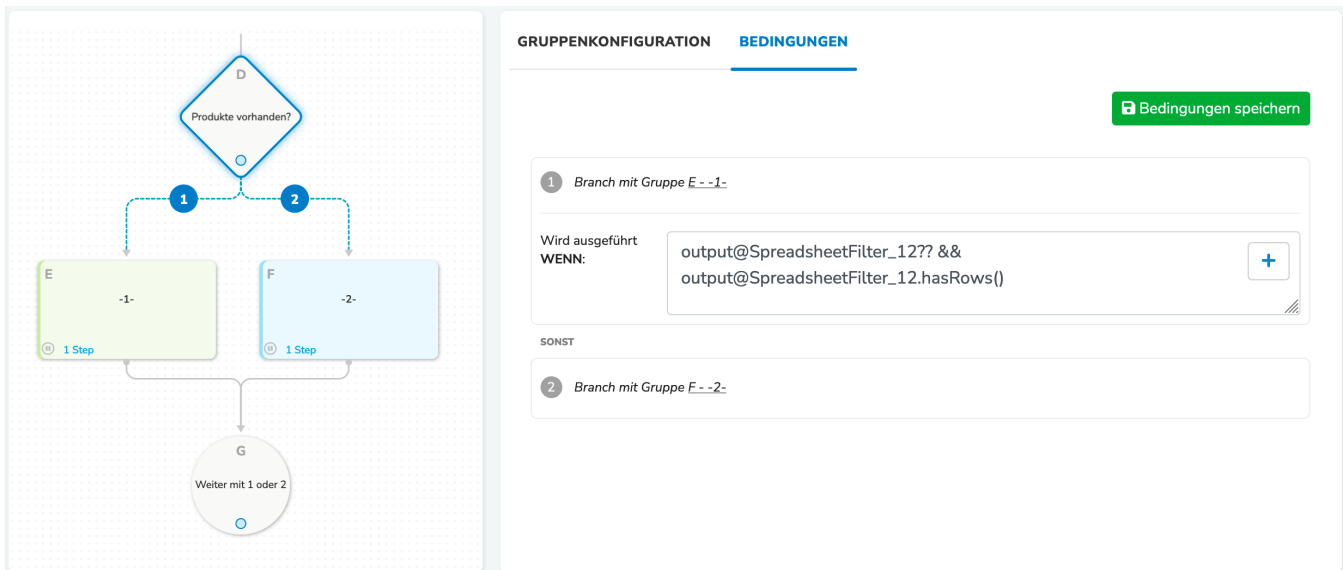 D
Produkte vorhanden?
1
2
E
-1-
1 Step
F
-2-
1 Step
G
Weiter mit 1 oder 2
GRUPPENKONFIGURATION
BEDINGUNGEN
Bedingungen speichern
1 Branch mit Gruppe E - -1-
Wird ausgeführt
WENN:
output@SpreadsheetFilter_12?? &&
output@SpreadsheetFilter_12.hasRows()
+
SONST
2 Branch mit Gruppe F - -2-